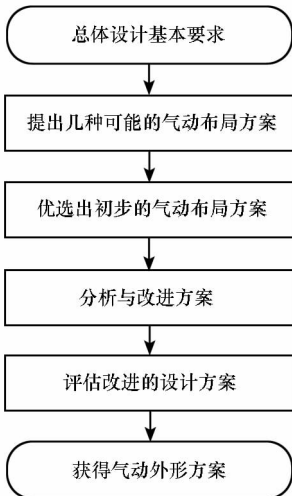 总体设计基本要求
提出几种可能的气动布局方案
优选出初步的气动布局方案
分析与改进方案
评估改进的设计方案
获得气动外形方案